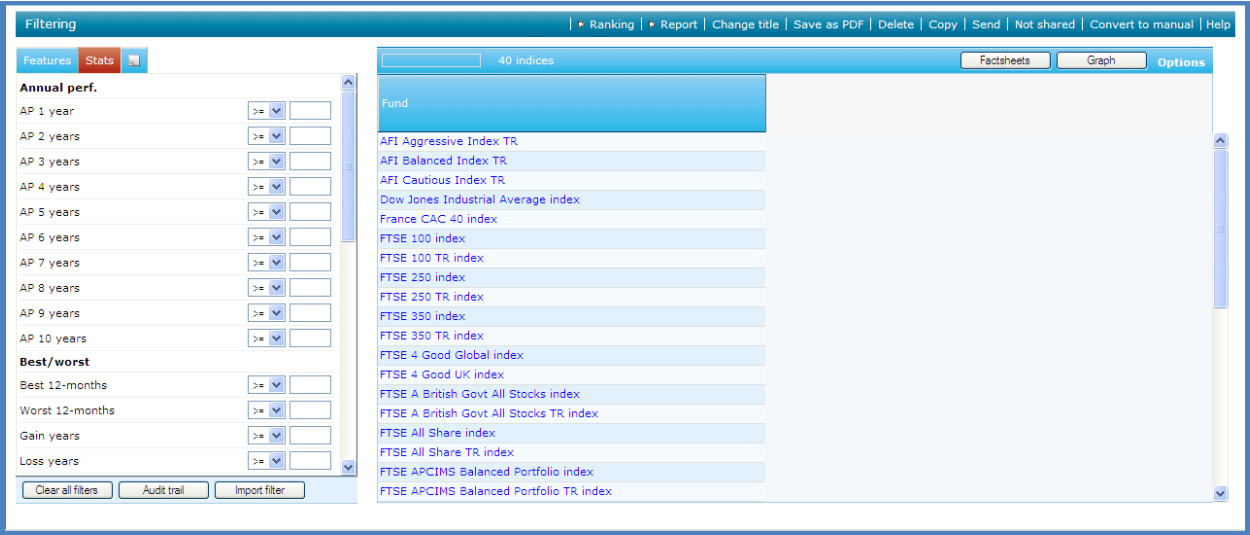 Filtering
Ranking | Report | Change title | Save as PDF | Delete | Copy | Send | Not shared | Convert to manual | Help
Features Stats
Annual perf.
AP 1 year >=
AP 2 years >=
AP 3 years >=
AP 4 years >=
AP 5 years >=
AP 6 years >=
AP 7 years >=
AP 8 years >=
AP 9 years >=
AP 10 years >=
Best/worst
Best 12-months >=
Worst 12-months >=
Gain years >=
Loss years >=
Clear all filters Audit trail Import filter
40 indices Factsheets Graph Options
Fund
AFI Aggressive Index TR
AFI Balanced Index TR
AFI Cautious Index TR
Dow Jones Industrial Average index
France CAC 40 index
FTSE 100 index
FTSE 100 TR index
FTSE 250 index
FTSE 250 TR index
FTSE 350 index
FTSE 350 TR index
FTSE 4 Good Global index
FTSE 4 Good UK index
FTSE A British Govt All Stocks index
FTSE A British Govt All Stocks TR index
FTSE All Share index
FTSE All Share TR index
FTSE APCIMS Balanced Portfolio index
FTSE APCIMS Balanced Portfolio TR index